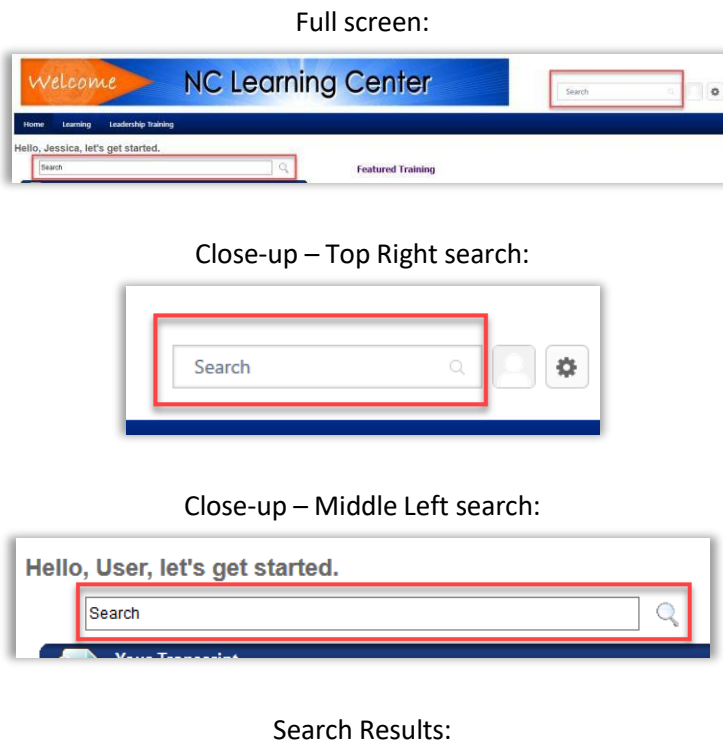 Full screen:
Welcome
NC Learning Center
Search
Home Learning Leadership Training
Hello, Jessica, let's get started.
Search
Featured Training
Close-up – Top Right search:
Search
Close-up – Middle Left search:
Hello, User, let's get started.
Search
Your Transcript
Search Results: